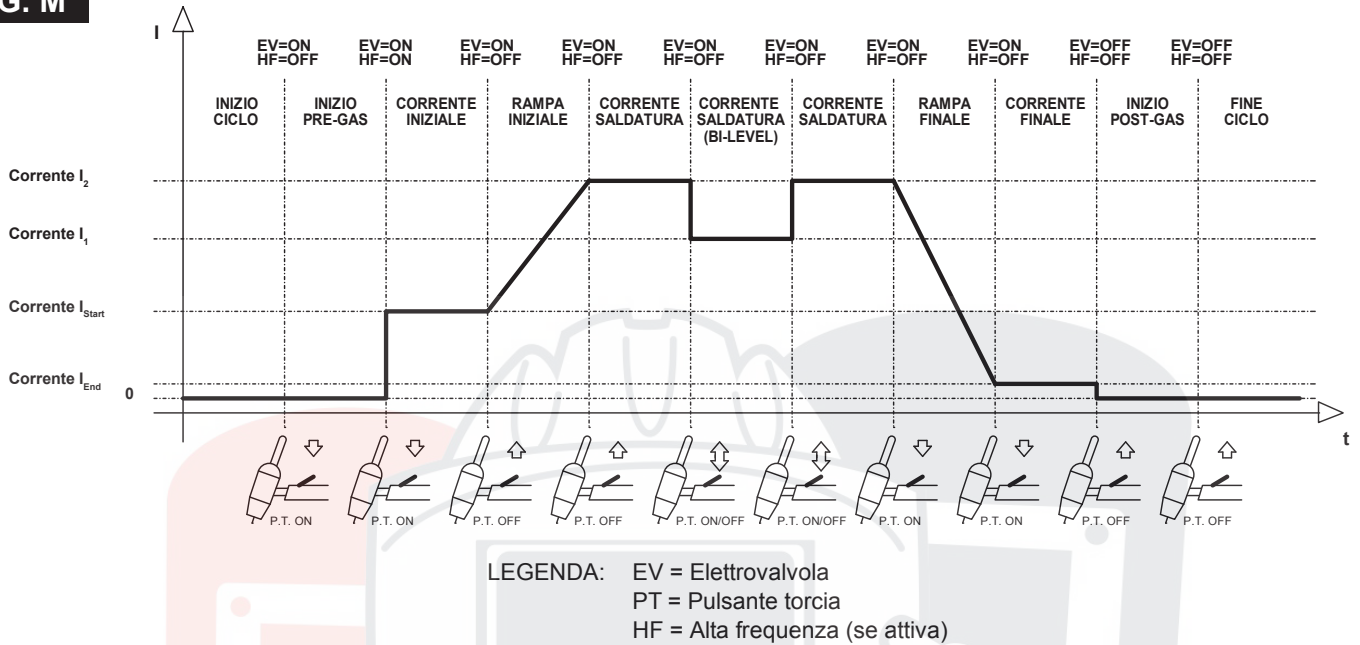 G. M
I
EV=ON EV=ON EV=ON EV=ON EV=ON EV=ON EV=ON EV=ON EV=OFF EV=OFF
HF=OFF HF=ON HF=OFF HF=OFF HF=OFF HF=OFF HF=OFF HF=OFF HF=OFF HF=OFF
INIZIO INIZIO CORRENTE RAMPA CORRENTE CORRENTE CORRENTE RAMPA CORRENTE INIZIO FINE
CICLO PRE-GAS INIZIALE INIZIALE SALDATURA SALDATURA SALDATURA FINALE FINALE POST-GAS CICLO
(BI-LEVEL)
Corrente I2
Corrente I1
Corrente IStart
Corrente IEnd 0
t
P.T. ON P.T. ON P.T. OFF P.T. OFF P.T. ON/OFF P.T. ON/OFF P.T. ON P.T. ON P.T. OFF P.T. OFF
LEGENDA: EV = Elettrovalvola
PT = Pulsante torcia
HF = Alta frequenza (se attiva)